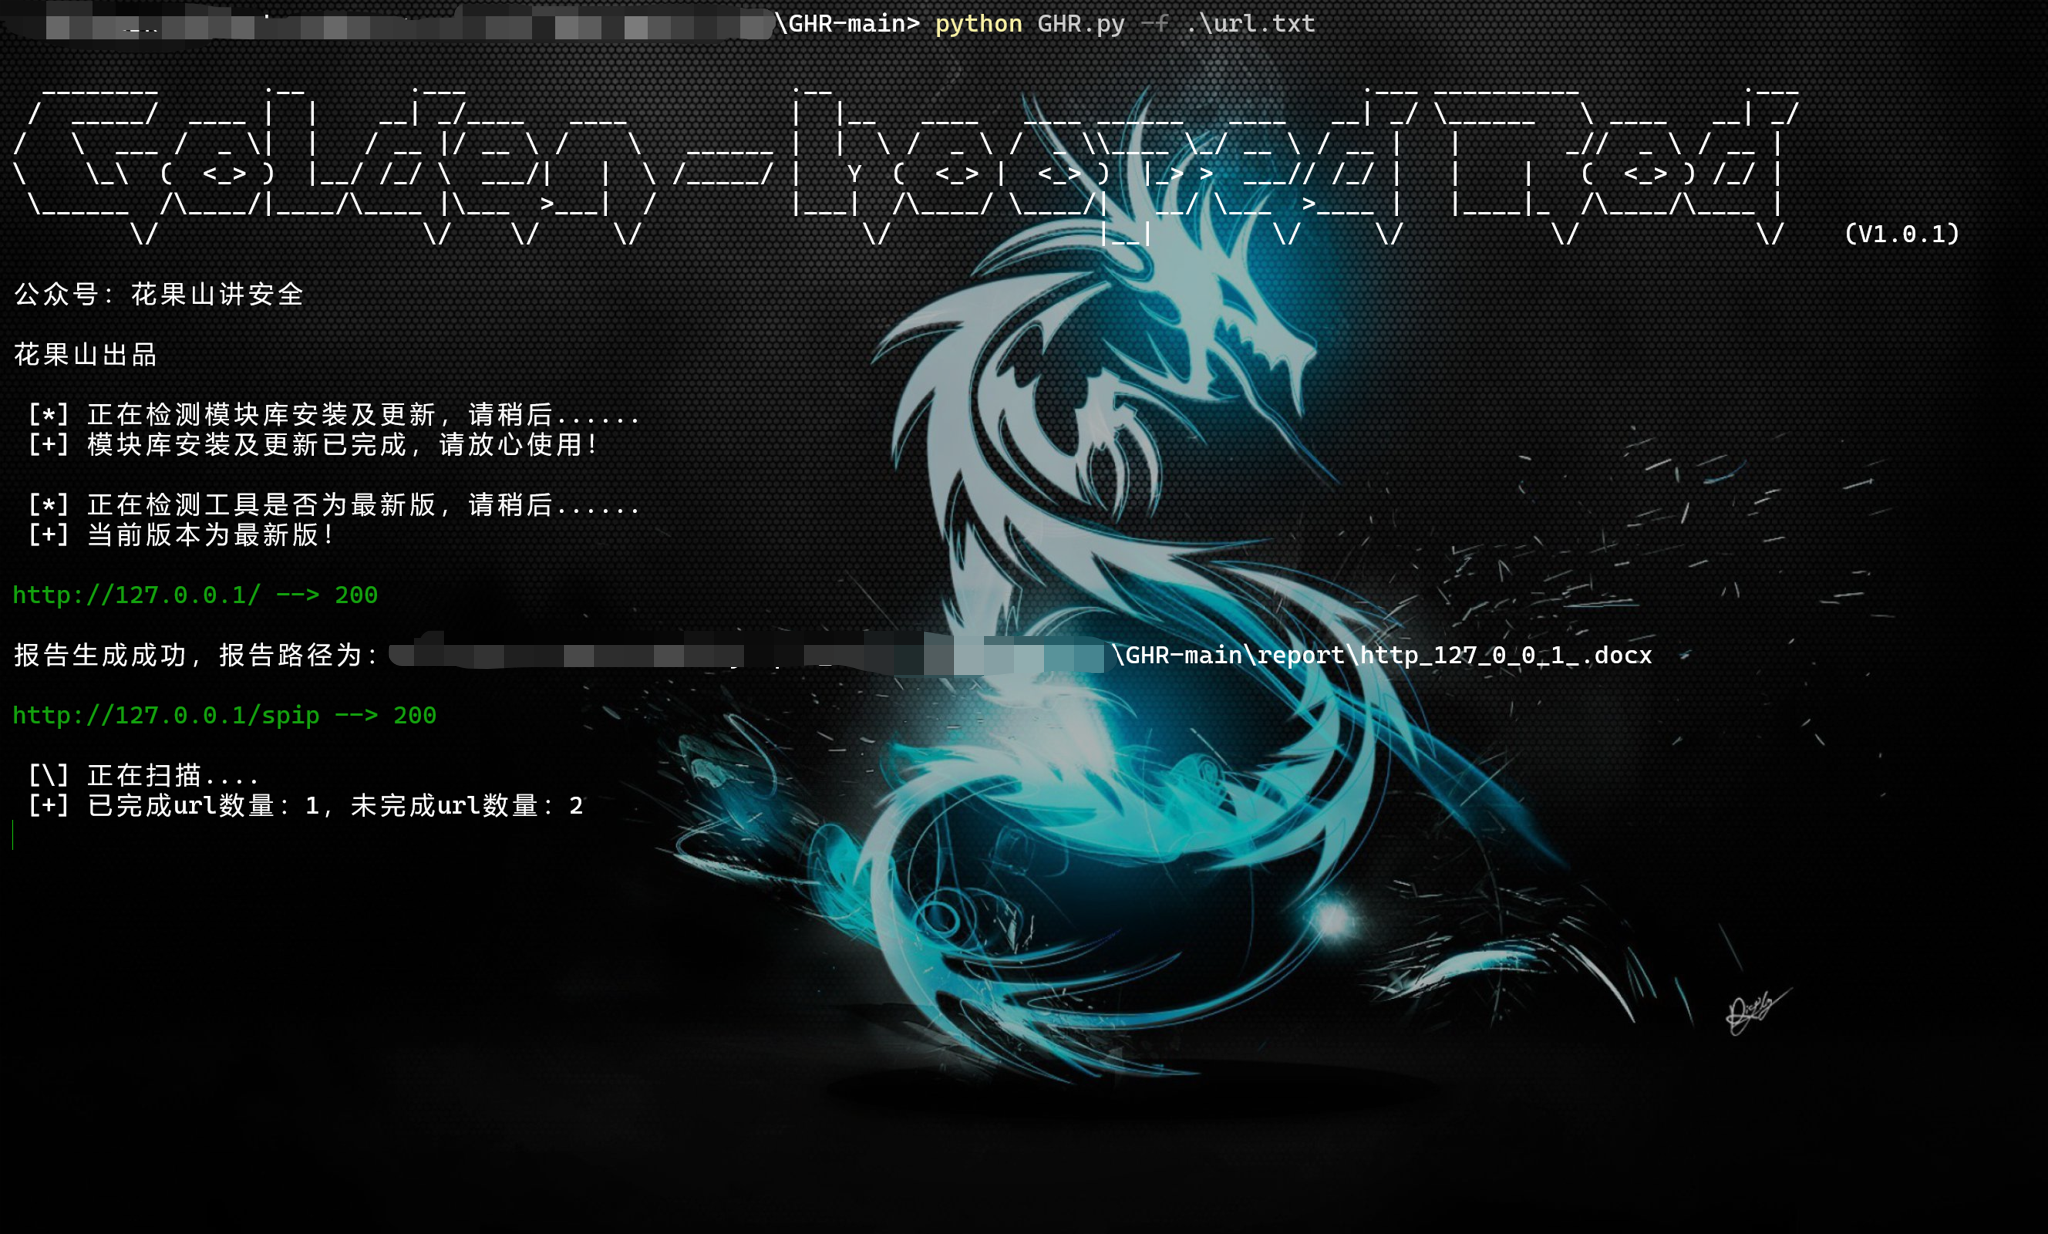 \GHR-main> python GHR.py -f .\url.txt
Golden-hooped Rod
(V1.0.1)
公众号：花果山讲安全
花果山出品
[*] 正在检测模块库安装及更新，请稍后......
[+] 模块库安装及更新已完成，请放心使用！
[*] 正在检测工具是否为最新版，请稍后......
[+] 当前版本为最新版！
http://127.0.0.1/ --> 200
报告生成成功，报告路径为：\GHR-main\report\http_127_0_0_1_.docx
http://127.0.0.1/spip --> 200
[\] 正在扫描....
[+] 已完成url数量：1，未完成url数量：2